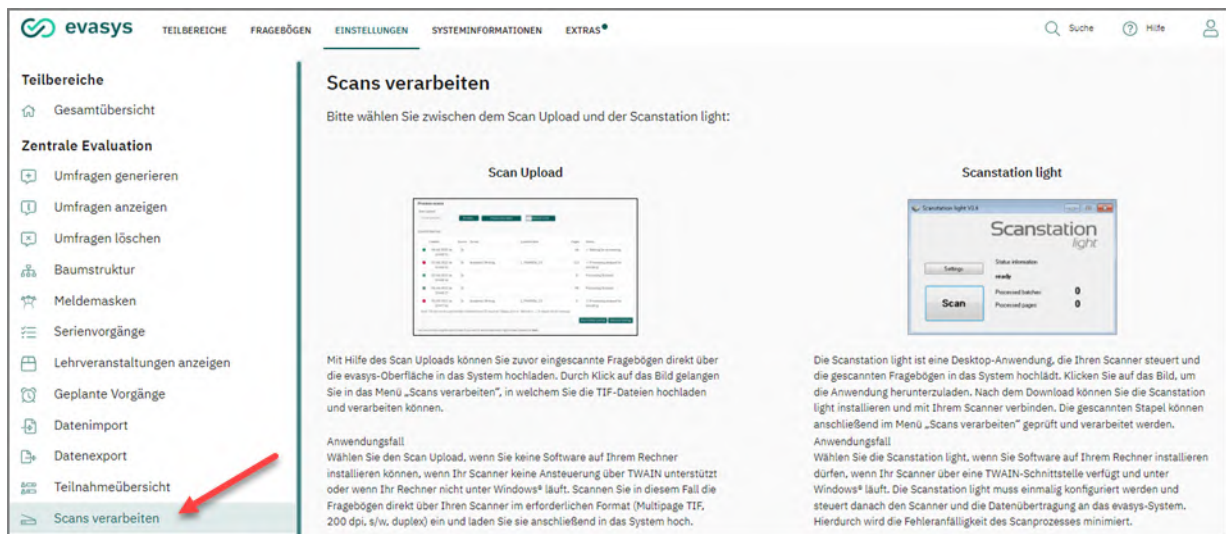 evasys TEILBEREICHE FRAGEBÖGEN EINSTELLUNGEN SYSTEMINFORMATIONEN EXTRAS Suche Hilfe
Teilbereiche
Gesamtübersicht
Zentrale Evaluation
Umfragen generieren
Umfragen anzeigen
Umfragen löschen
Baumstruktur
Meldemasken
Serienvorgänge
Lehrveranstaltungen anzeigen
Geplante Vorgänge
Datenimport
Datenexport
Teilnahmeübersicht
Scans verarbeiten
Scans verarbeiten
Bitte wählen Sie zwischen dem Scan Upload und der Scanstation light:
Scan Upload
Mit Hilfe des Scan Uploads können Sie zuvor eingescannte Fragebögen direkt über
die evasys-Oberfläche in das System hochladen. Durch Klick auf das Bild gelangen
Sie in das Menü „Scans verarbeiten“, in welchem Sie die TIF-Dateien hochladen
und verarbeiten können.
Anwendungsfall
Wählen Sie den Scan Upload, wenn Sie keine Software auf Ihrem Rechner
installieren können, wenn Ihr Scanner keine Ansteuerung über TWAIN unterstützt
oder wenn Ihr Rechner nicht unter Windows® läuft. Scannen Sie in diesem Fall die
Fragebögen direkt über Ihren Scanner im erforderlichen Format (Multipage TIF,
200 dpi, s/w, duplex) ein und laden Sie sie anschließend in das System hoch.
Scanstation light
Scanstation light V2.4
Scanstation
light
Settings
Status information
ready
Scan
Processed batches: 0
Processed pages: 0
Die Scanstation light ist eine Desktop-Anwendung, die Ihren Scanner steuert und
die gescannten Fragebögen in das System hochlädt. Klicken Sie auf das Bild, um
die Anwendung herunterzuladen. Nach dem Download können Sie die Scanstation
light installieren und mit Ihrem Scanner verbinden. Die gescannten Stapel können
anschließend im Menü „Scans verarbeiten“ geprüft und verarbeitet werden.
Anwendungsfall
Wählen Sie die Scanstation light, wenn Sie Software auf Ihrem Rechner installieren
dürfen, wenn Ihr Scanner über eine TWAIN-Schnittstelle verfügt und unter
Windows® läuft. Die Scanstation light muss einmalig konfiguriert werden und
steuert danach den Scanner und die Datenübertragung an das evasys-System.
Hierdurch wird die Fehleranfälligkeit des Scanprozesses minimiert.